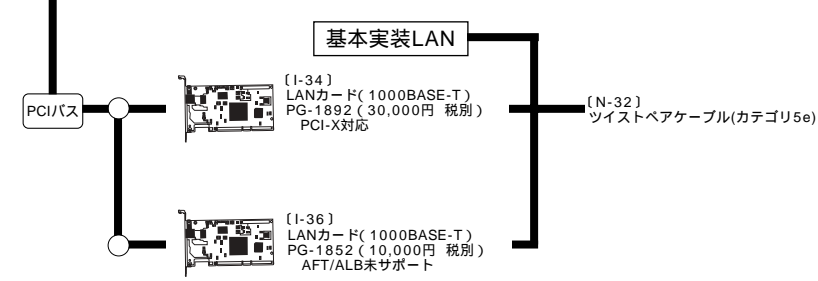 基本実装LAN
PCIバス
〔I-34〕
LANカード(1000BASE-T)
PG-1892(30,000円 税別)
PCI-X対応
〔N-32〕
ツイストペアケーブル(カテゴリ5e)
〔I-36〕
LANカード(1000BASE-T)
PG-1852(10,000円 税別)
AFT/ALB未サポート